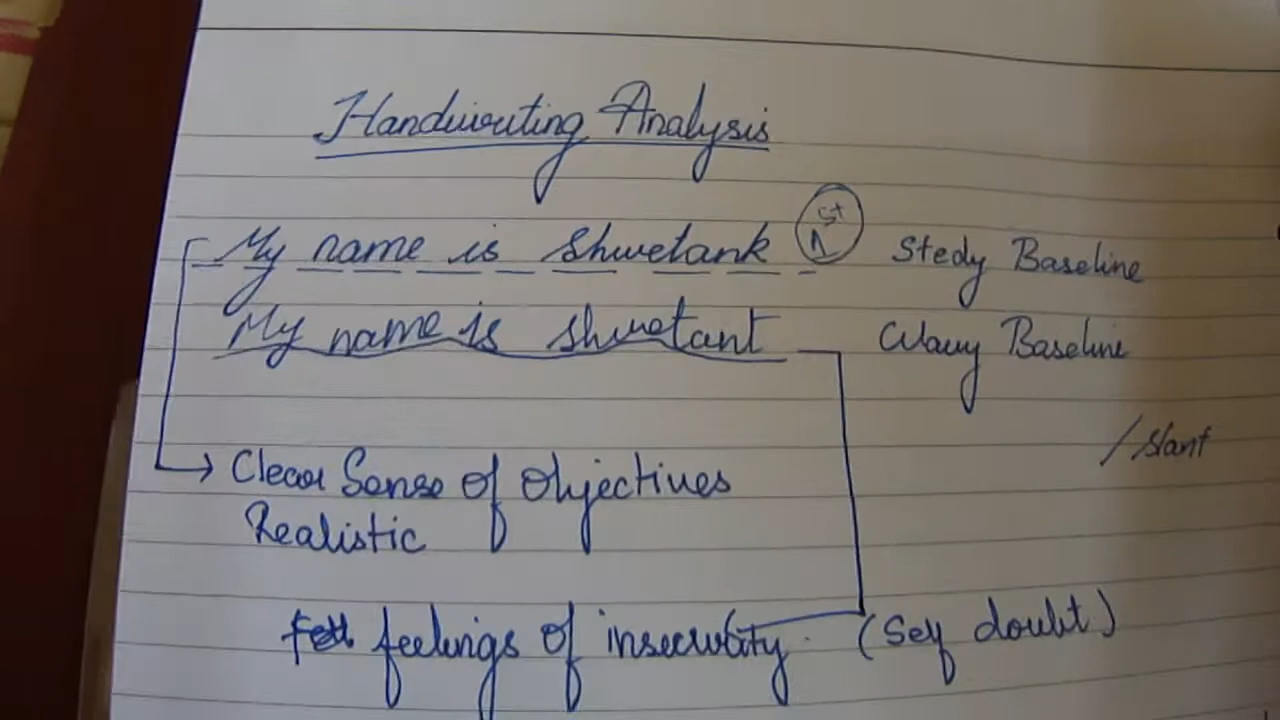 Handwriting Analysis
My name is Shwetank St Stedy Baseline
My name is shwetant Wavy Baseline
/ slant
Clear Sense of Objectives
Realistic
feelings of insecurity. (Self doubt)